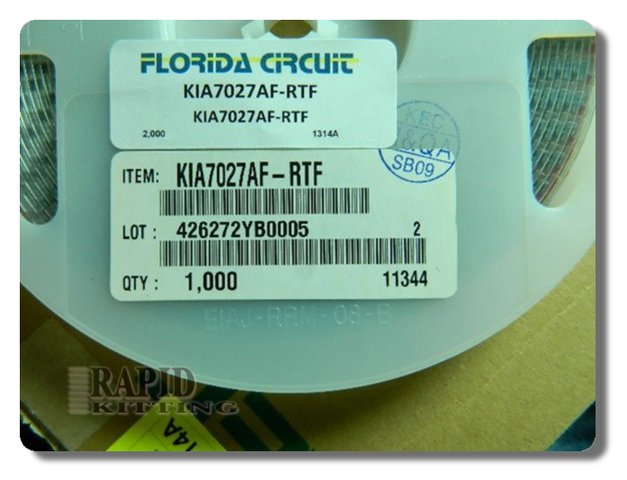 FLORIDA CIRCUIT
KIA7027AF-RTF
KIA7027AF-RTF
2,000 1314A
KEC
SB09
ITEM: KIA7027AF-RTF
LOT : 426272YB0005 2
QTY : 1,000 11344
EIAJ-RRM-08-B
RAPID
KITTING
14A